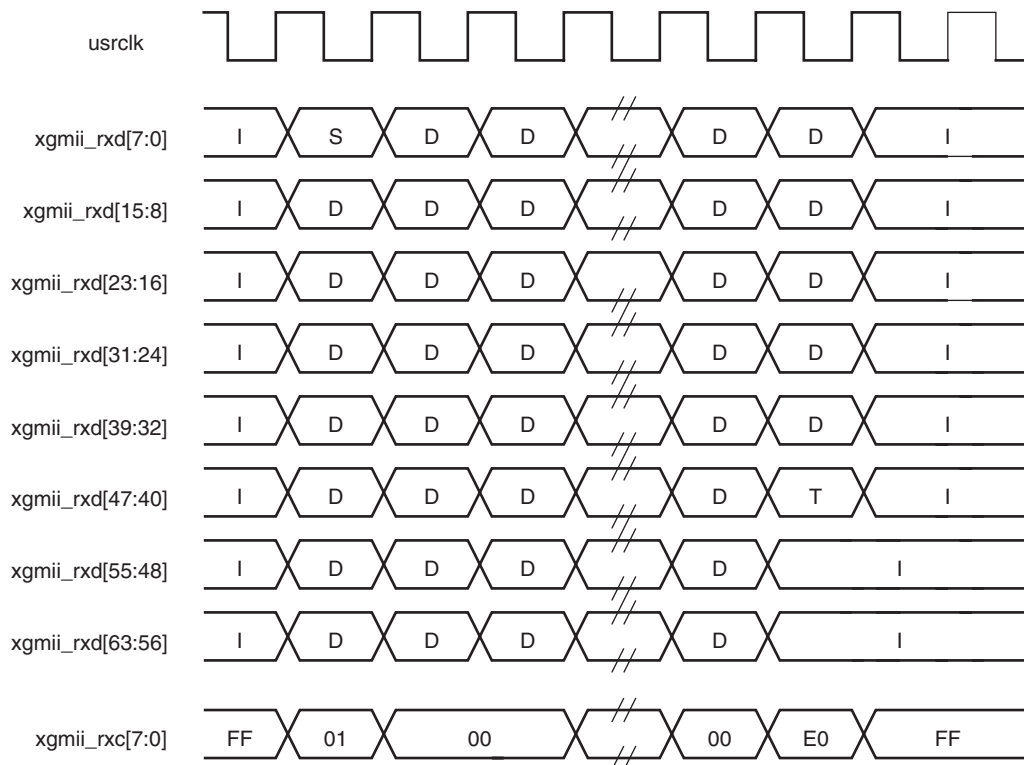 usrclk
xgmii_rxd[7:0] I S D D D D I
xgmii_rxd[15:8] I D D D D D I
xgmii_rxd[23:16] I D D D D D I
xgmii_rxd[31:24] I D D D D D I
xgmii_rxd[39:32] I D D D D D I
xgmii_rxd[47:40] I D D D D T I
xgmii_rxd[55:48] I D D D D I
xgmii_rxd[63:56] I D D D D I
xgmii_rxc[7:0] FF 01 00 00 E0 FF